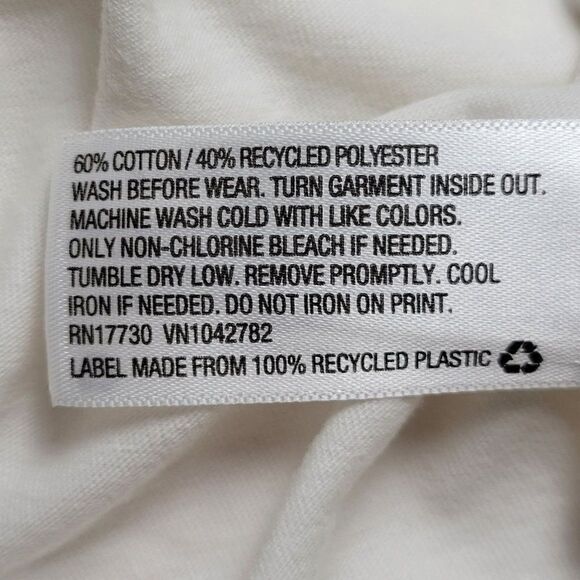 60% COTTON / 40% RECYCLED POLYESTER
WASH BEFORE WEAR. TURN GARMENT INSIDE OUT.
MACHINE WASH COLD WITH LIKE COLORS.
ONLY NON-CHLORINE BLEACH IF NEEDED.
TUMBLE DRY LOW. REMOVE PROMPTLY. COOL
IRON IF NEEDED. DO NOT IRON ON PRINT.
RN17730 VN1042782
LABEL MADE FROM 100% RECYCLED PLASTIC